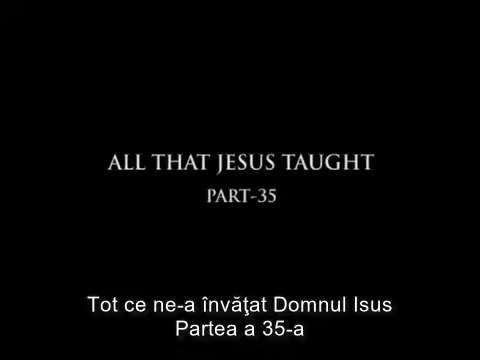 ALL THAT JESUS TAUGHT
PART-35
Tot ce ne-a învăţat Domnul Isus
Partea a 35-a